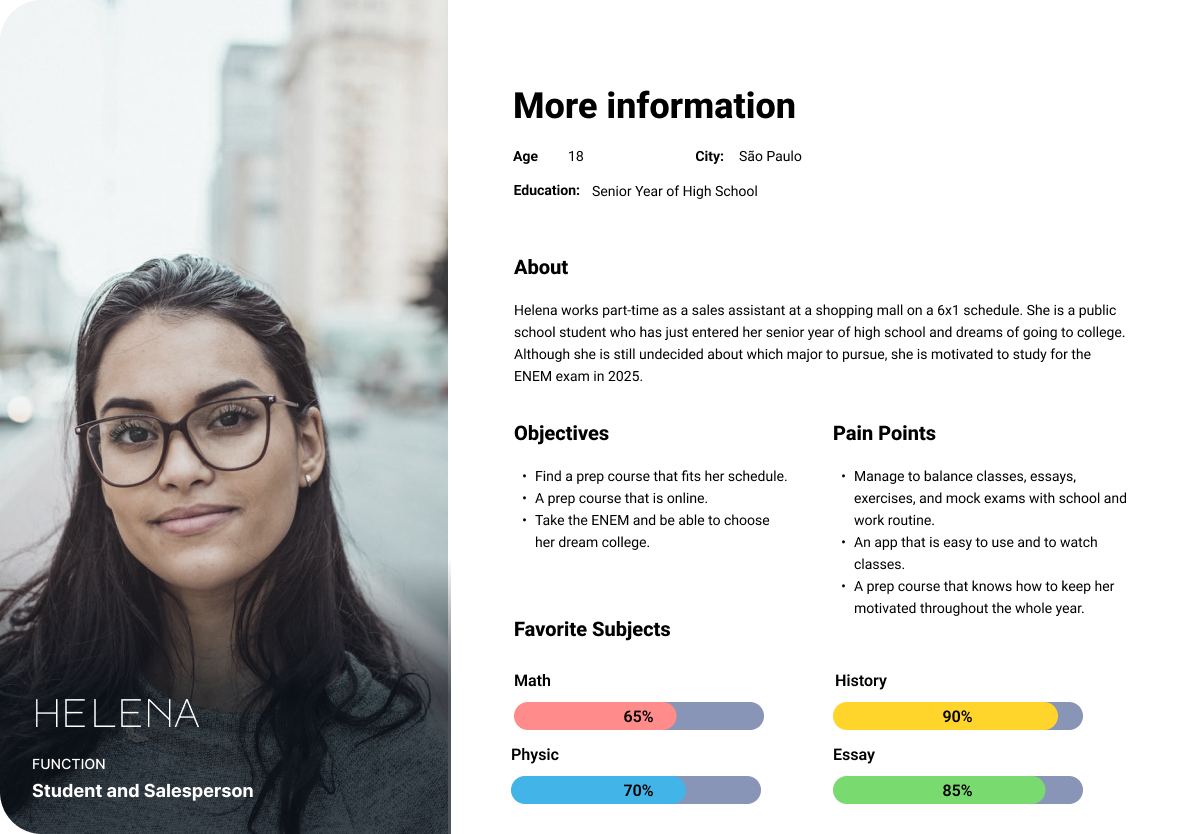 HELENA
FUNCTION
Student and Salesperson
More information
Age 18 City: São Paulo
Education: Senior Year of High School
About
Helena works part-time as a sales assistant at a shopping mall on a 6x1 schedule. She is a public
school student who has just entered her senior year of high school and dreams of going to college.
Although she is still undecided about which major to pursue, she is motivated to study for the
ENEM exam in 2025.
Objectives
• Find a prep course that fits her schedule.
• A prep course that is online.
• Take the ENEM and be able to choose
her dream college.
Pain Points
• Manage to balance classes, essays,
exercises, and mock exams with school and
work routine.
• An app that is easy to use and to watch
classes.
• A prep course that knows how to keep her
motivated throughout the whole year.
Favorite Subjects
Math
65%
History
90%
Physic
70%
Essay
85%